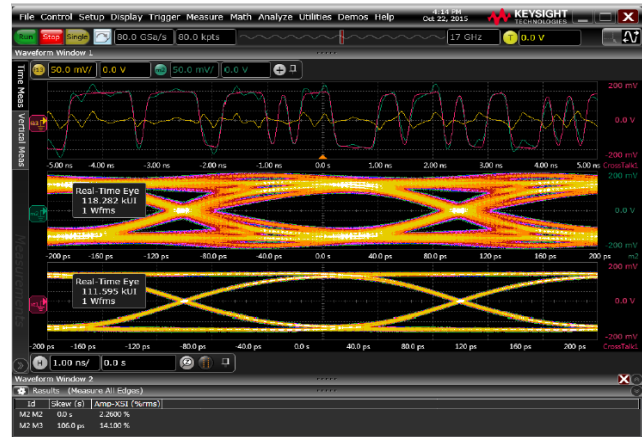 File Control Setup Display Trigger Measure Math Analyze Utilities Demos Help 4:14 PM
Oct 22, 2015
KEYSIGHT
TECHNOLOGIES
Run Stop Single 80.0 GSa/s 80.0 kpts 17 GHz T 0.0 V
Waveform Window 1
Time Meas
Vertical Meas
Measurements
50.0 mV/ 0.0 V m2 50.0 mV/ 0.0 V
200 mV
0.0 V
-200 mV
-5.00 ns -4.00 ns -3.00 ns -2.00 ns -1.00 ns 0.0 s 1.00 ns 2.00 ns 3.00 ns 4.00 ns 5.00 ns CrossTalk1
200 mV
Real-Time Eye
118.282 kUI
1 Wfms
0.0 V
-200 mV
-200 ps -160 ps -120 ps -80.0 ps -40.0 ps 0.0 s 40.0 ps 80.0 ps 120 ps 160 ps 200 ps m2
200 mV
Real-Time Eye
111.595 kUI
1 Wfms
0.0 V
-200 mV
-200 ps -160 ps -120 ps -80.0 ps -40.0 ps 0.0 s 40.0 ps 80.0 ps 120 ps 160 ps 200 ps CrossTalk1
H 1.00 ns/ 0.0 s
Waveform Window 2
Results (Measure All Edges)
Id Skew (s) Amp-XSI (%rms)
M2 M2 0.0 s 2.2600 %
M2 M3 106.0 ps 14.100 %